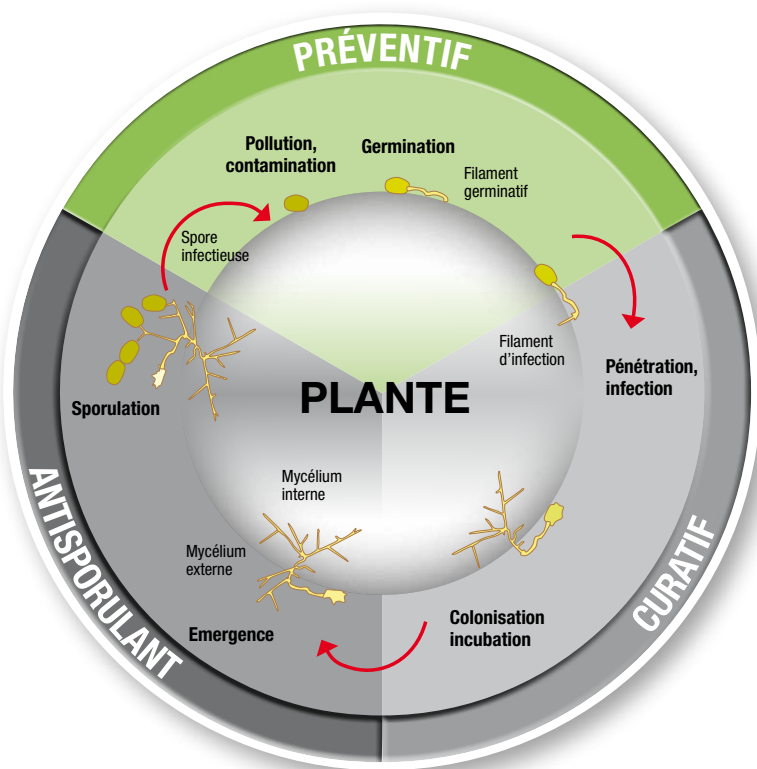 PRÉVENTIF
Pollution,
contamination
Germination
Filament
germinatif
Spore
infectieuse
Filament
d'infection
Pénétration,
infection
PLANTE
Sporulation
Mycélium
interne
Mycélium
externe
Emergence
Colonisation
incubation
ANTISPORULANT
CURATIF